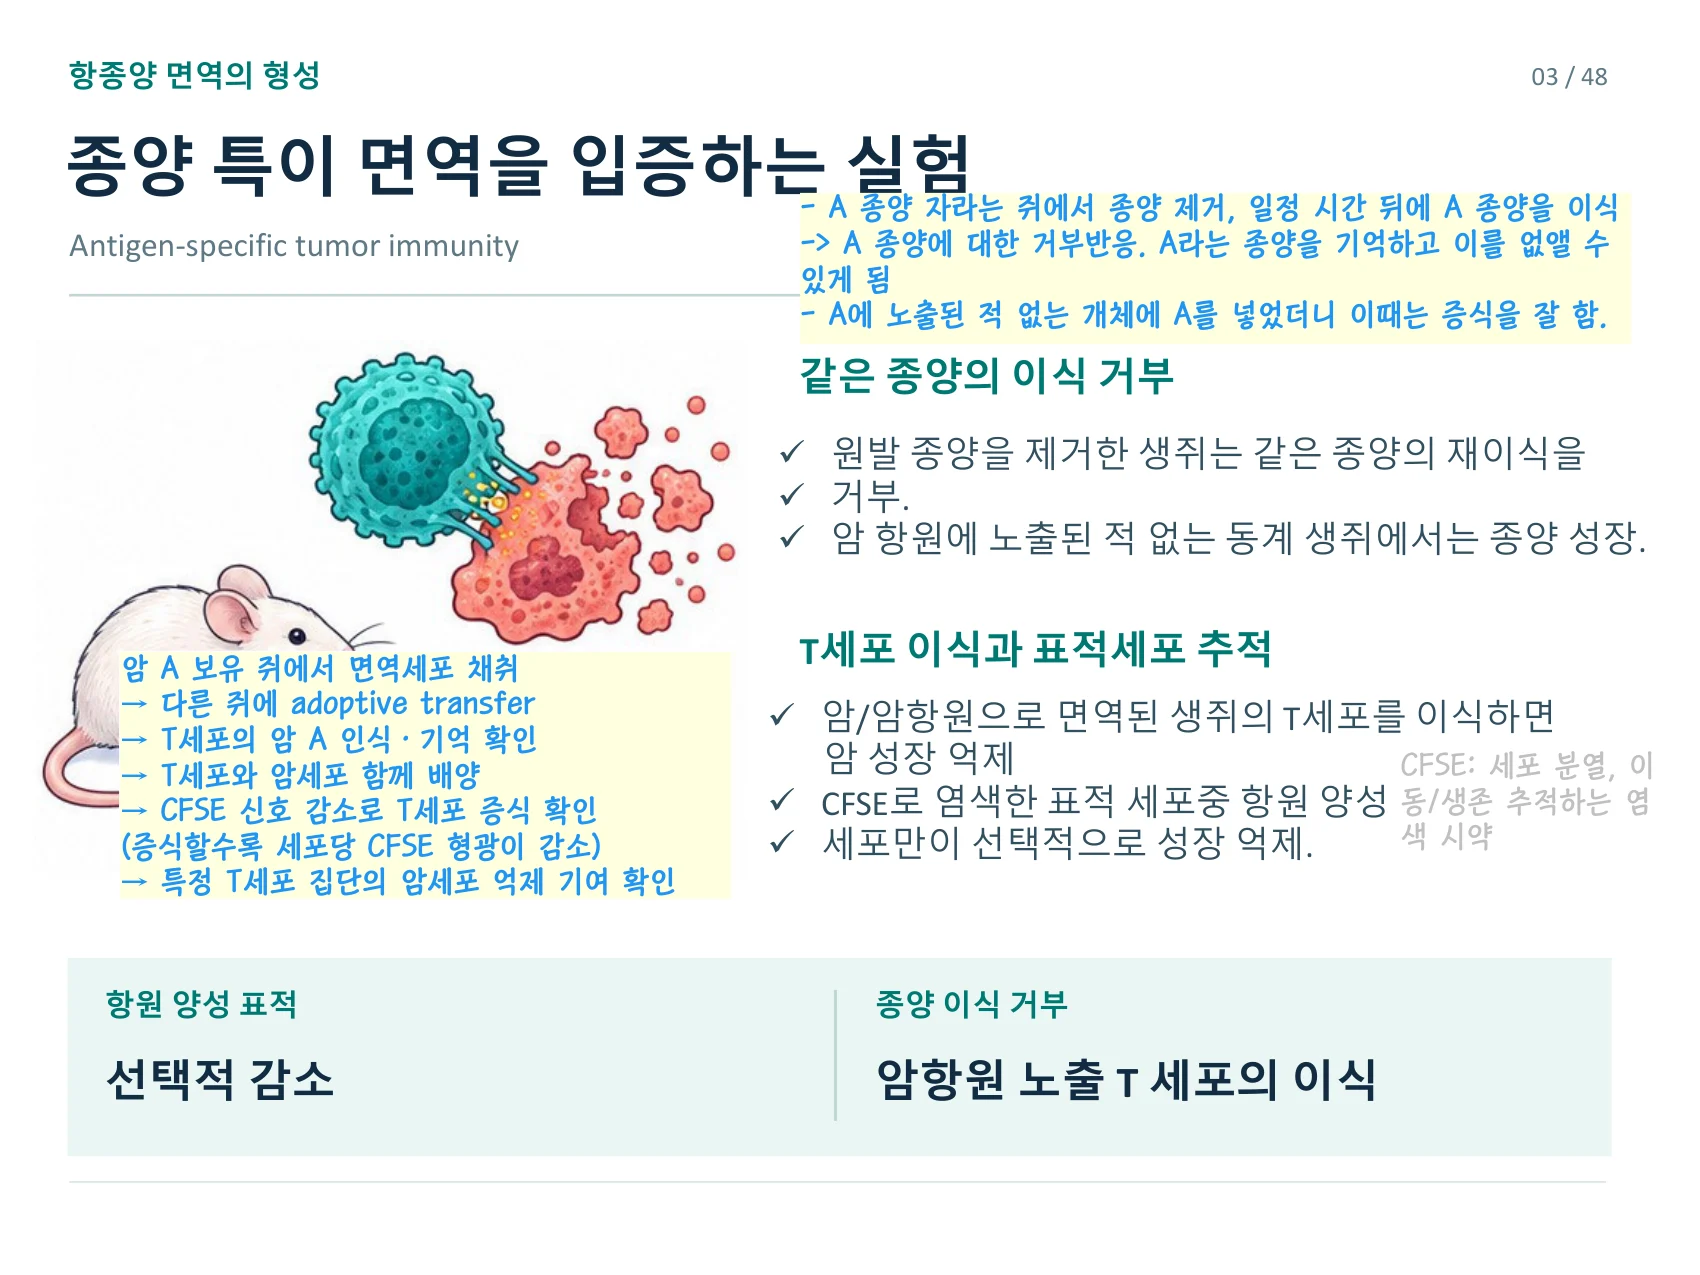 항종양 면역의 형성
03 / 48
종양 특이 면역을 입증하는 실험
Antigen-specific tumor immunity
- A 종양 자라는 쥐에서 종양 제거, 일정 시간 뒤에 A 종양을 이식
-> A 종양에 대한 거부반응. A라는 종양을 기억하고 이를 없앨 수
있게 됨
- A에 노출된 적 없는 개체에 A를 넣었더니 이때는 증식을 잘 함.
같은 종양의 이식 거부
✓ 원발 종양을 제거한 생쥐는 같은 종양의 재이식을
✓ 거부.
✓ 암 항원에 노출된 적 없는 동계 생쥐에서는 종양 성장.
T세포 이식과 표적세포 추적
✓ 암/암항원으로 면역된 생쥐의 T세포를 이식하면
암 성장 억제
✓ CFSE로 염색한 표적 세포중 항원 양성
✓ 세포만이 선택적으로 성장 억제.
CFSE: 세포 분열, 이
동/생존 추적하는 염
색 시약
암 A 보유 쥐에서 면역세포 채취
→ 다른 쥐에 adoptive transfer
→ T세포의 암 A 인식 · 기억 확인
→ T세포와 암세포 함께 배양
→ CFSE 신호 감소로 T세포 증식 확인
(증식할수록 세포당 CFSE 형광이 감소)
→ 특정 T세포 집단의 암세포 억제 기여 확인
항원 양성 표적
선택적 감소
종양 이식 거부
암항원 노출 T 세포의 이식